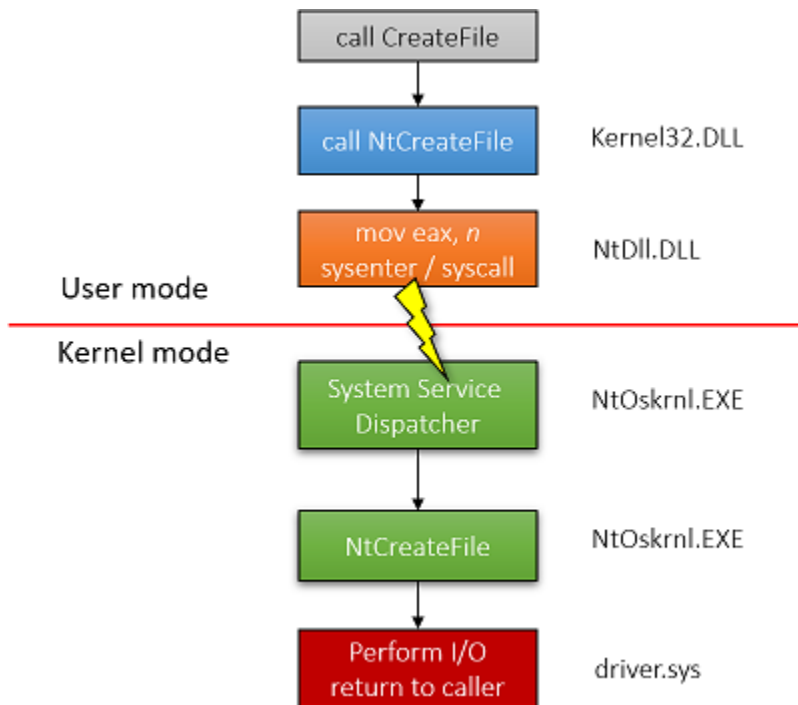 call CreateFile
call NtCreateFile
Kernel32.DLL
mov eax, n
sysenter / syscall
NtDll.DLL
User mode
Kernel mode
System Service
Dispatcher
NtOskrnl.EXE
NtCreateFile
NtOskrnl.EXE
Perform I/O
return to caller
driver.sys